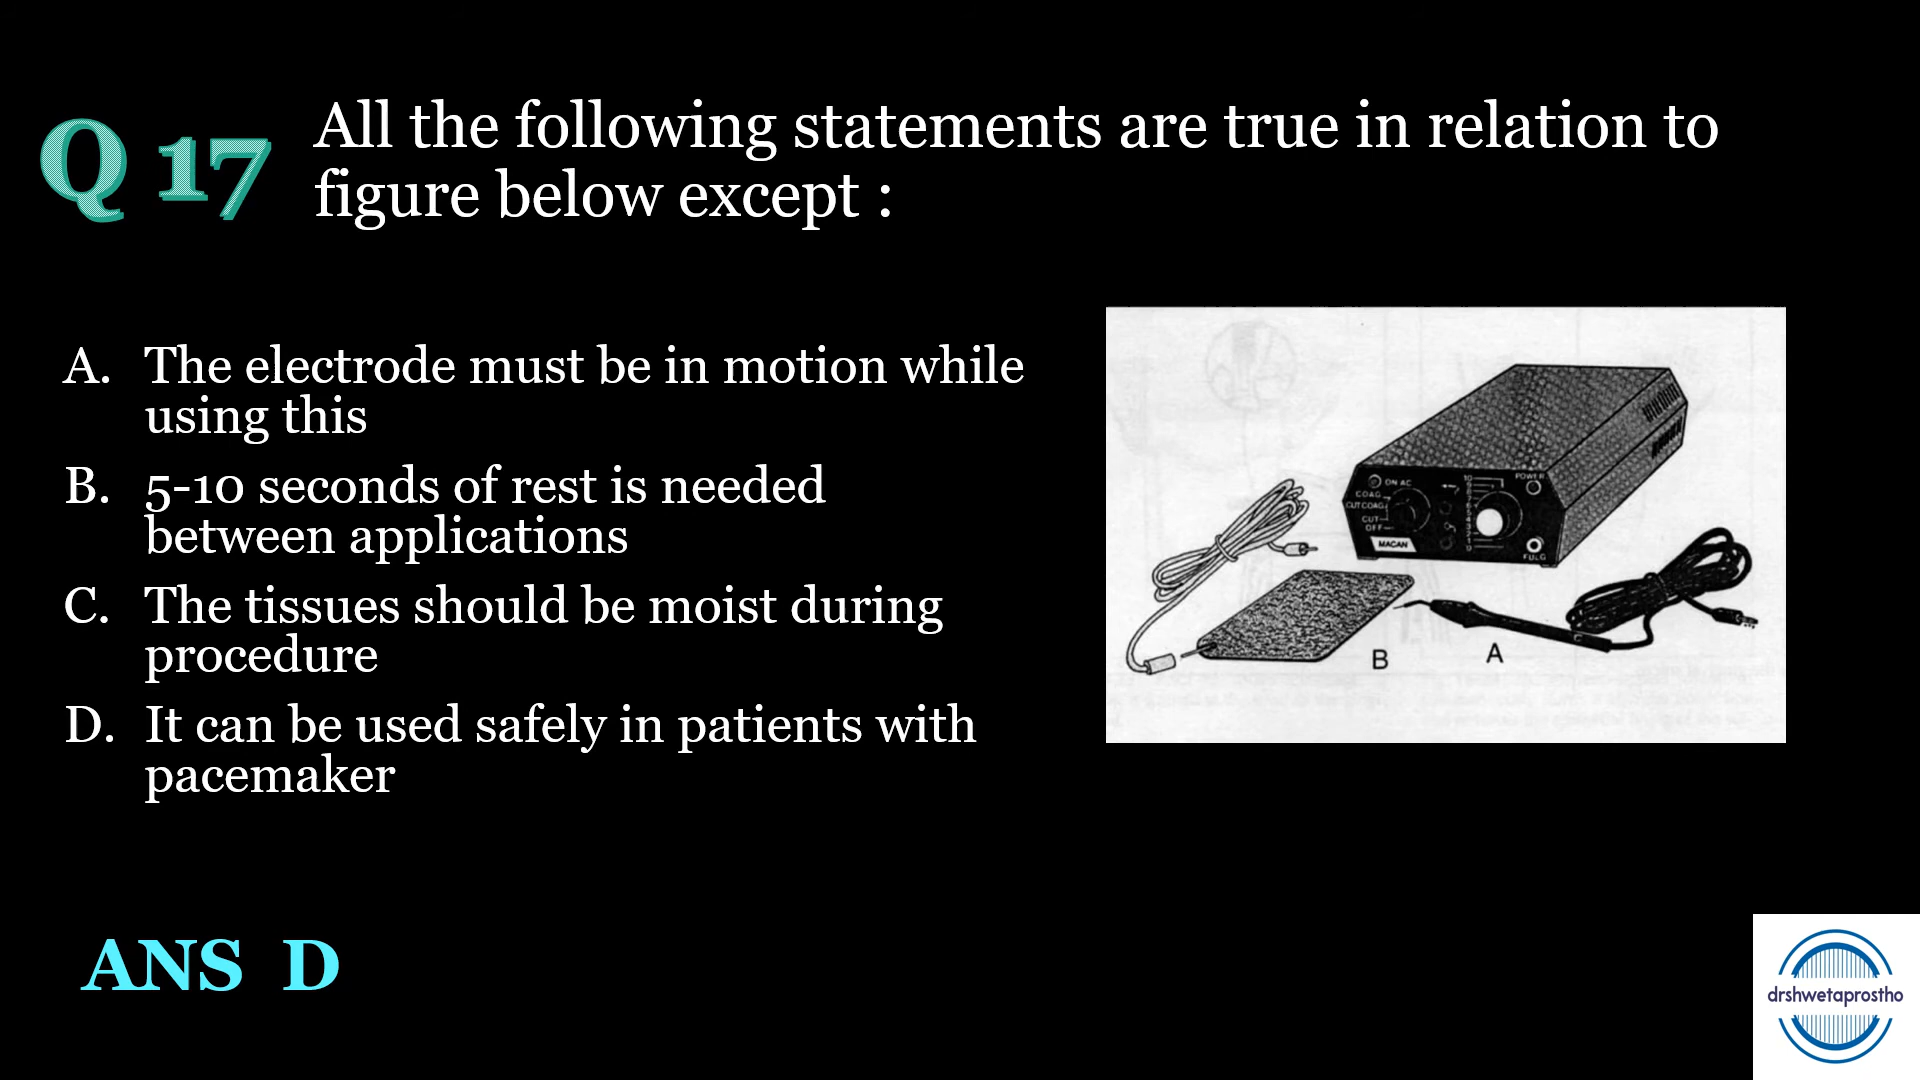 Q 17
All the following statements are true in relation to
figure below except :
A. The electrode must be in motion while
using this
B. 5-10 seconds of rest is needed
between applications
C. The tissues should be moist during
procedure
D. It can be used safely in patients with
pacemaker
ON AC
COAG
CUT COAG
CUT
OFF
MACAN
10
POWER
FULG
B
A
ANS D
drshwetaprostho